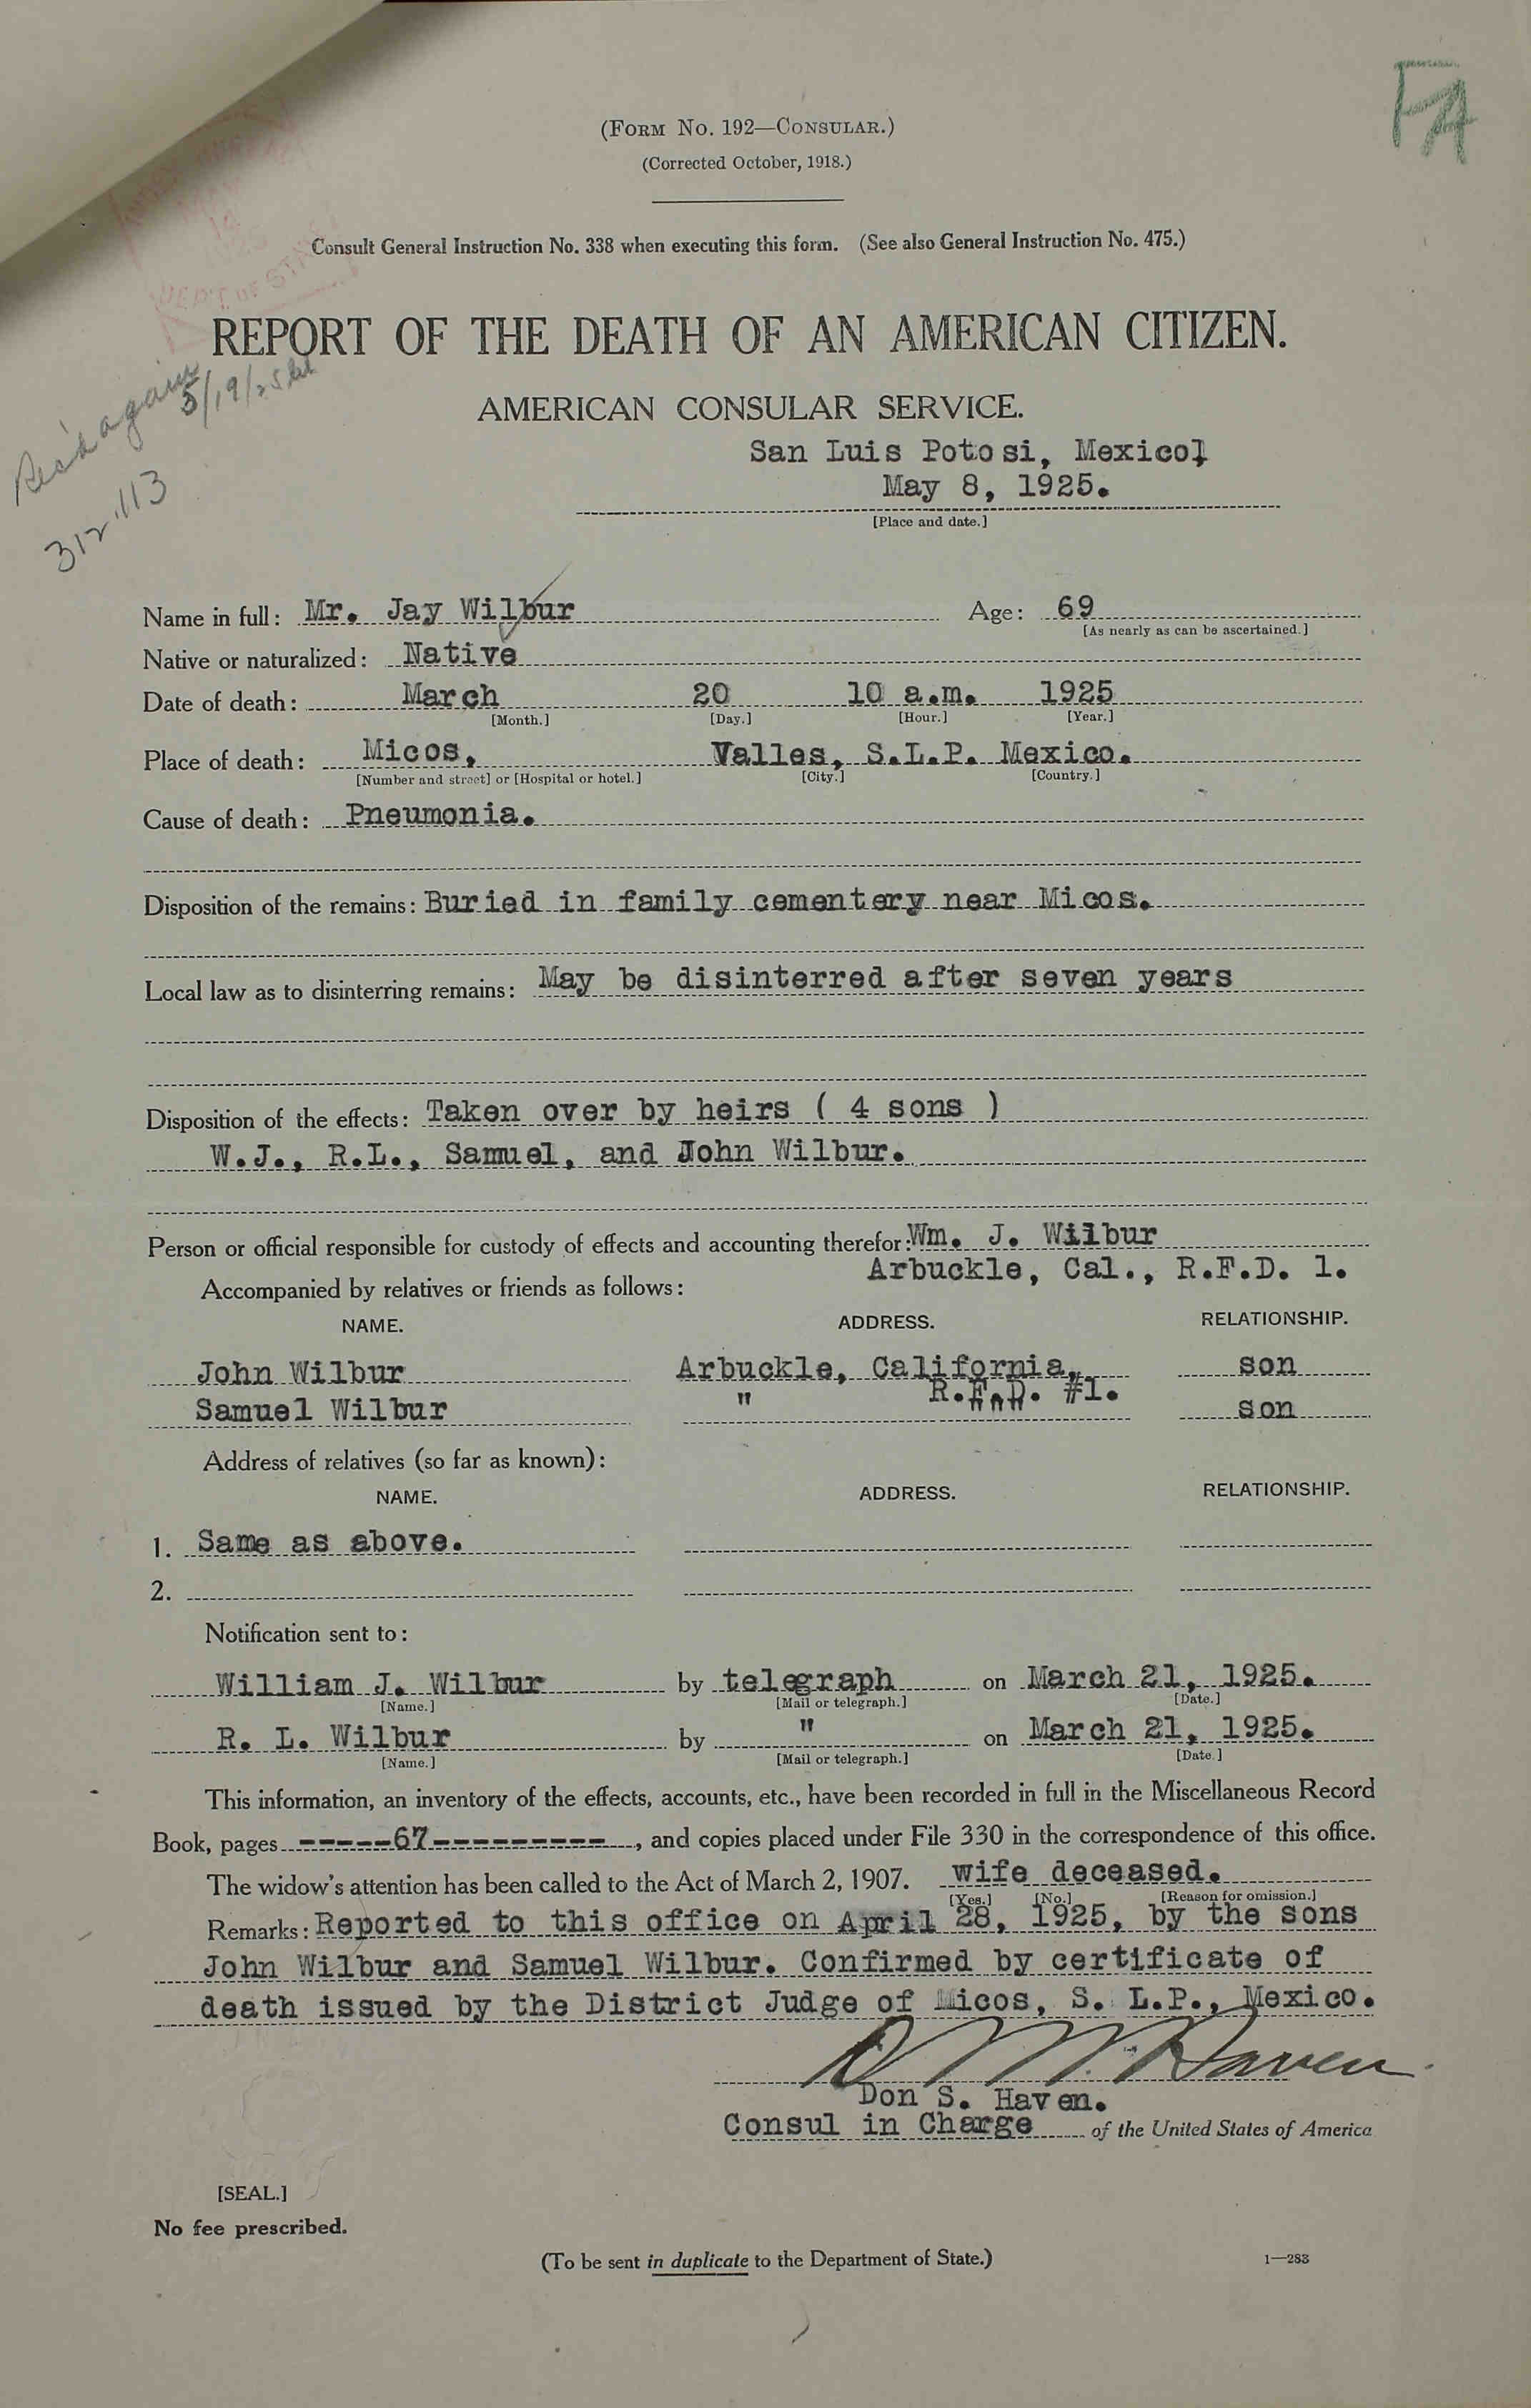 FA
(FORM NO. 192—CONSULAR.)
(Corrected October, 1918.)
Consult General Instruction No. 338 when executing this form. (See also General Instruction No. 475.)
DEPT OF STATE
REPORT OF THE DEATH OF AN AMERICAN CITIZEN.
Rec'd again
5/19/25
312.113
AMERICAN CONSULAR SERVICE.
San Luis Potosi, Mexico,
May 8, 1925.
[Place and date.]
Name in full: Mr. Jay Wilbur Age: 69
[As nearly as can be ascertained.]
Native or naturalized: Native
Date of death: March 20 10 a.m. 1925
[Month.] [Day.] [Hour.] [Year.]
Place of death: Micos, Valles, S.L.P. Mexico.
[Number and street] or [Hospital or hotel.] [City.] [Country.]
Cause of death: Pneumonia.
Disposition of the remains: Buried in family cementery near Micos.
Local law as to disinterring remains: May be disinterred after seven years
Disposition of the effects: Taken over by heirs ( 4 sons )
W.J., R.L., Samuel, and John Wilbur.
Person or official responsible for custody of effects and accounting therefor: Wm. J. Wilbur
Arbuckle, Cal., R.F.D. 1.
Accompanied by relatives or friends as follows:
NAME. ADDRESS. RELATIONSHIP.
John Wilbur Arbuckle, California, son
R.F.D. #1.
Samuel Wilbur " """ son
Address of relatives (so far as known):
NAME. ADDRESS. RELATIONSHIP.
1. Same as above.
2.
Notification sent to:
William J. Wilbur by telegraph on March 21, 1925.
[Name.] [Mail or telegraph.] [Date.]
R. L. Wilbur by " on March 21, 1925.
[Name.] [Mail or telegraph.] [Date.]
This information, an inventory of the effects, accounts, etc., have been recorded in full in the Miscellaneous Record
Book, pages -----67---------, and copies placed under File 330 in the correspondence of this office.
The widow's attention has been called to the Act of March 2, 1907. wife deceased.
[Yes.] [No.] [Reason for omission.]
Remarks: Reported to this office on April 28, 1925, by the sons
John Wilbur and Samuel Wilbur. Confirmed by certificate of
death issued by the District Judge of Micos, S. L.P., Mexico.
Don S. Haven.
Consul in Charge of the United States of America
[SEAL.]
No fee prescribed.
(To be sent in duplicate to the Department of State.) 1—283